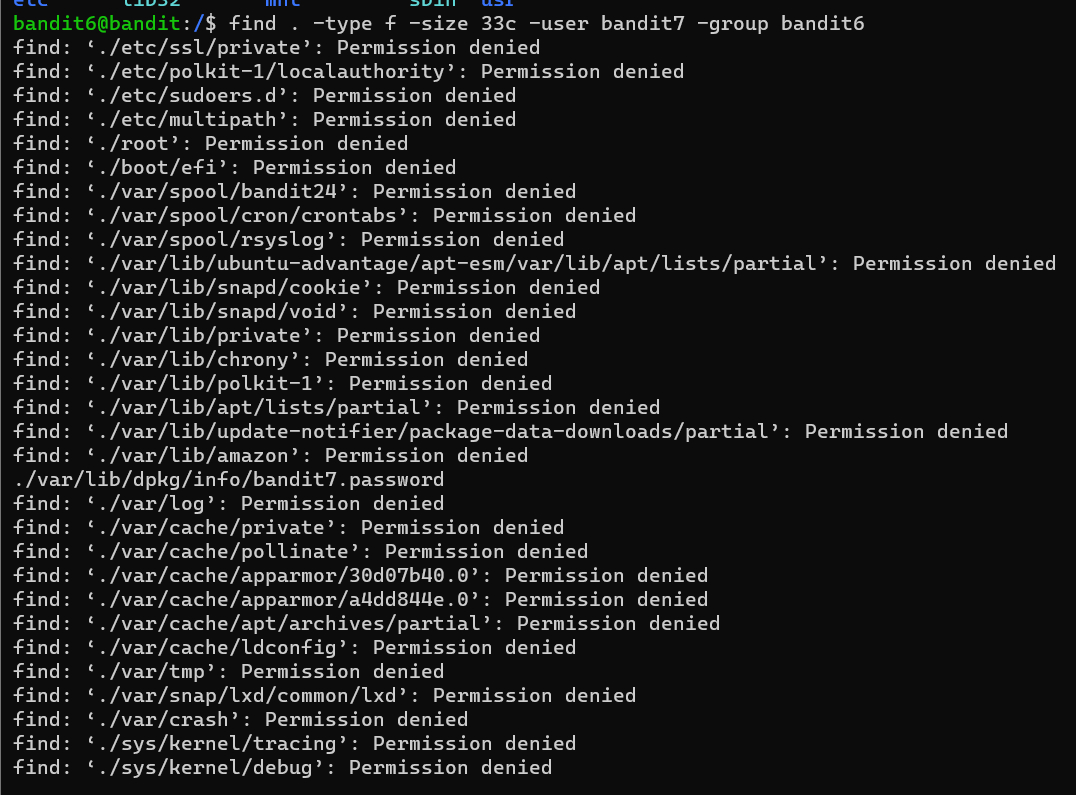 etc lib32 mnt sbin usr
bandit6@bandit:/$ find . -type f -size 33c -user bandit7 -group bandit6
find: ‘./etc/ssl/private’: Permission denied
find: ‘./etc/polkit-1/localauthority’: Permission denied
find: ‘./etc/sudoers.d’: Permission denied
find: ‘./etc/multipath’: Permission denied
find: ‘./root’: Permission denied
find: ‘./boot/efi’: Permission denied
find: ‘./var/spool/bandit24’: Permission denied
find: ‘./var/spool/cron/crontabs’: Permission denied
find: ‘./var/spool/rsyslog’: Permission denied
find: ‘./var/lib/ubuntu-advantage/apt-esm/var/lib/apt/lists/partial’: Permission denied
find: ‘./var/lib/snapd/cookie’: Permission denied
find: ‘./var/lib/snapd/void’: Permission denied
find: ‘./var/lib/private’: Permission denied
find: ‘./var/lib/chrony’: Permission denied
find: ‘./var/lib/polkit-1’: Permission denied
find: ‘./var/lib/apt/lists/partial’: Permission denied
find: ‘./var/lib/update-notifier/package-data-downloads/partial’: Permission denied
find: ‘./var/lib/amazon’: Permission denied
./var/lib/dpkg/info/bandit7.password
find: ‘./var/log’: Permission denied
find: ‘./var/cache/private’: Permission denied
find: ‘./var/cache/pollinate’: Permission denied
find: ‘./var/cache/apparmor/30d07b40.0’: Permission denied
find: ‘./var/cache/apparmor/a4dd844e.0’: Permission denied
find: ‘./var/cache/apt/archives/partial’: Permission denied
find: ‘./var/cache/ldconfig’: Permission denied
find: ‘./var/tmp’: Permission denied
find: ‘./var/snap/lxd/common/lxd’: Permission denied
find: ‘./var/crash’: Permission denied
find: ‘./sys/kernel/tracing’: Permission denied
find: ‘./sys/kernel/debug’: Permission denied